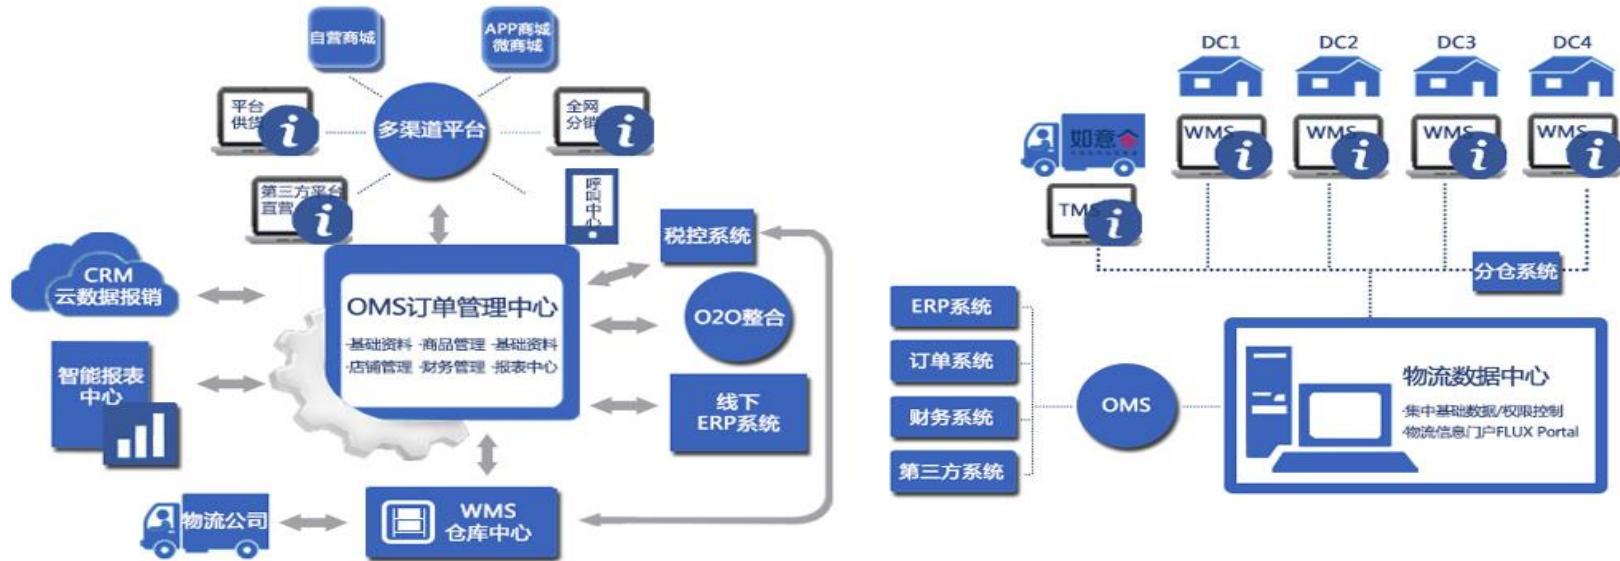 自营商城
APP商城
微商城
平台
供货
多渠道平台
全网
分销
第三方平台
直营
呼叫中心
税控系统
CRM
云数据报销
OMS订单管理中心
·基础资料 ·商品管理 ·基础资料
·店铺管理 ·财务管理 ·报表中心
O2O整合
智能报表
中心
线下
ERP系统
物流公司
WMS
仓库中心
DC1
DC2
DC3
DC4
如意仓
WMS
WMS
WMS
WMS
TMS
分仓系统
ERP系统
订单系统
财务系统
第三方系统
OMS
物流数据中心
·集中基础数据/权限控制
·物流信息门户FLUX Portal